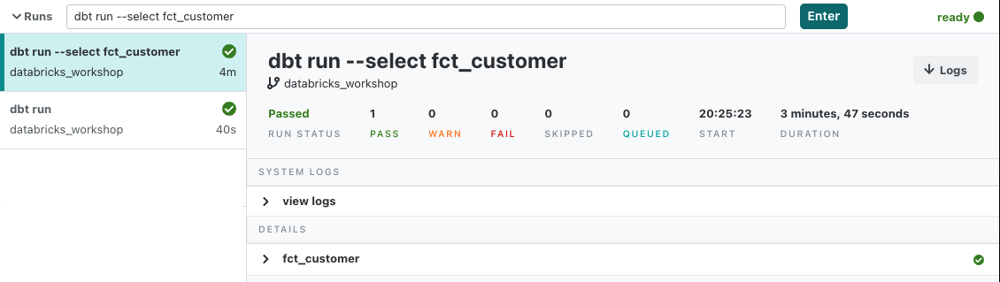 Runs
dbt run --select fct_customer
Enter
ready
dbt run --select fct_customer
databricks_workshop 4m
dbt run
databricks_workshop 40s
dbt run --select fct_customer
databricks_workshop
Logs
Passed 1 0 0 0 0 20:25:23 3 minutes, 47 seconds
RUN STATUS PASS WARN FAIL SKIPPED QUEUED START DURATION
SYSTEM LOGS
view logs
DETAILS
fct_customer